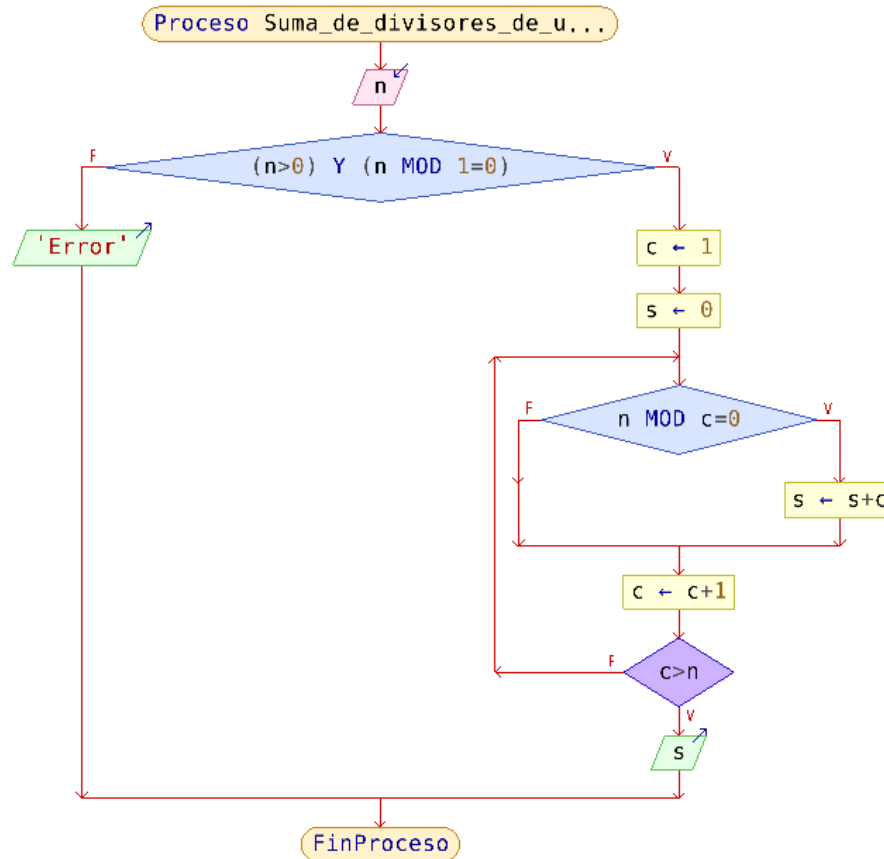 Proceso Suma_de_divisores_de_u...
n
F
(n>0) Y (n MOD 1=0)
V
'Error'
c ← 1
s ← 0
F
n MOD c=0
V
s ← s+c
c ← c+1
F
c>n
V
s
FinProceso